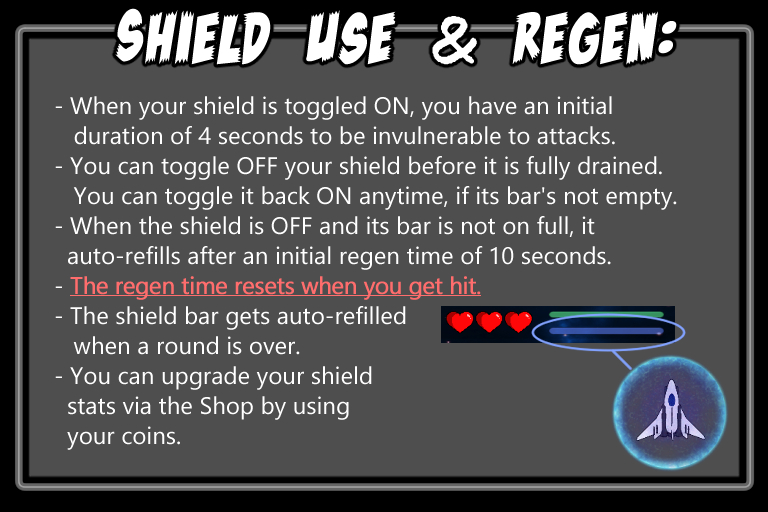 SHIELD USE & REGEN:
- When your shield is toggled ON, you have an initial
duration of 4 seconds to be invulnerable to attacks.
- You can toggle OFF your shield before it is fully drained.
You can toggle it back ON anytime, if its bar's not empty.
- When the shield is OFF and its bar is not on full, it
auto-refills after an initial regen time of 10 seconds.
- The regen time resets when you get hit.
- The shield bar gets auto-refilled
when a round is over.
- You can upgrade your shield
stats via the Shop by using
your coins.